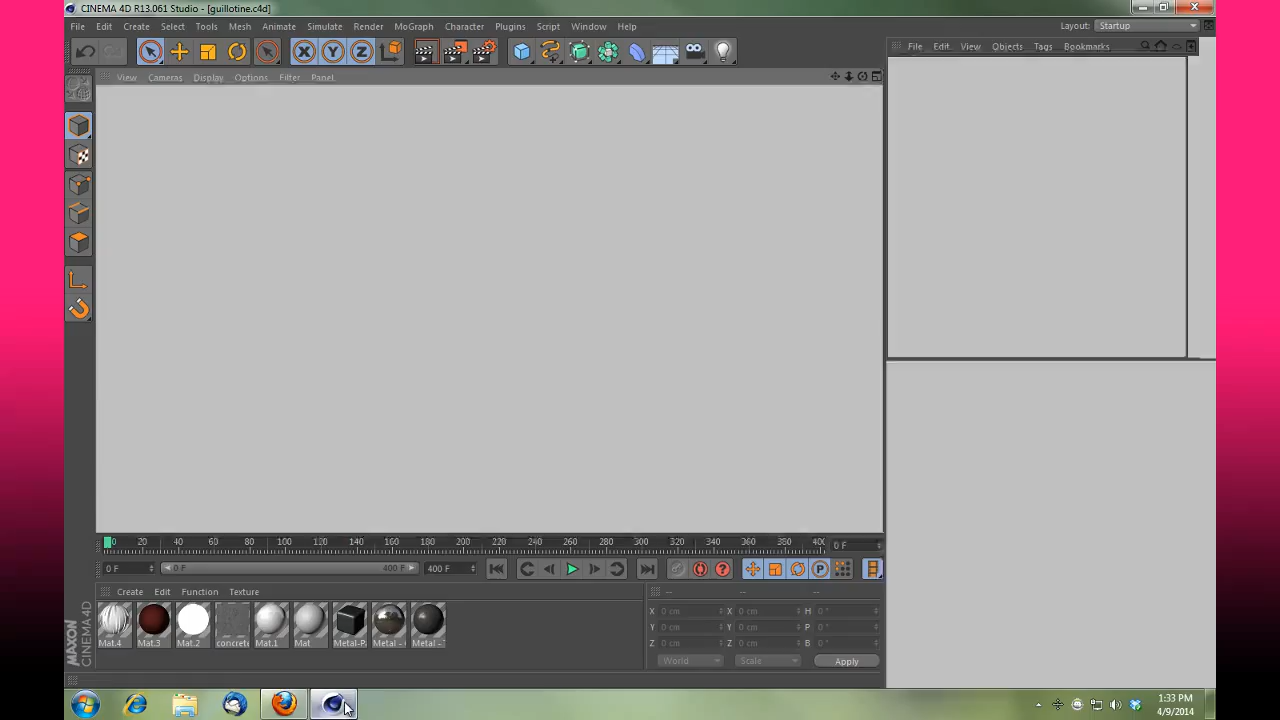 CINEMA 4D R13.061 Studio - [guillotine.c4d]
File Edit Create Select Tools Mesh Animate Simulate Render MoGraph Character Plugins Script Window Help
Layout: Startup
View Cameras Display Options Filter Panel
File Edit View Objects Tags Bookmarks
X Y Z
0 20 40 60 80 100 120 140 160 180 200 220 240 260 280 300 320 340 360 380 40
0 F
0 F 0 F 400 F 400 F
P
Create Edit Function Texture
-- -- --
X 0 cm X 0 cm H 0 °
Y 0 cm Y 0 cm P 0 °
Z 0 cm Z 0 cm B 0 °
World Scale Apply
Mat.4 Mat.3 Mat.2 concrete Mat.1 Mat Metal-P Metal - Metal -
MAXON
CINEMA 4D
1:33 PM
4/9/2014